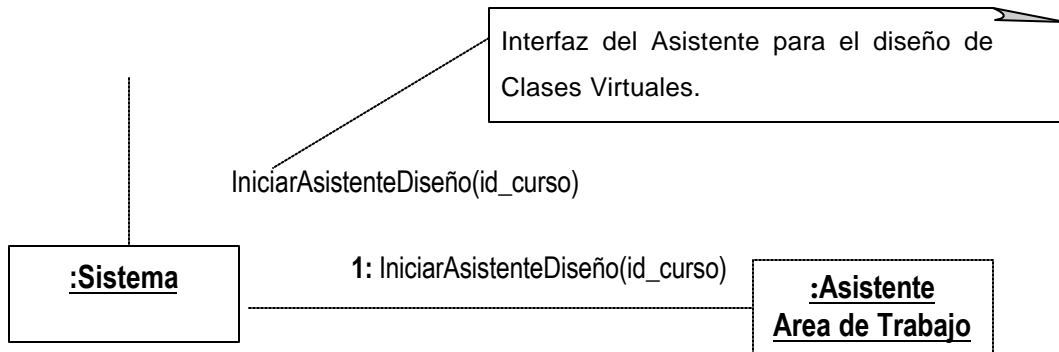 Interfaz del Asistente para el diseño de
Clases Virtuales.
IniciarAsistenteDiseño(id_curso)
:Sistema
1: IniciarAsistenteDiseño(id_curso)
:Asistente
Area de Trabajo